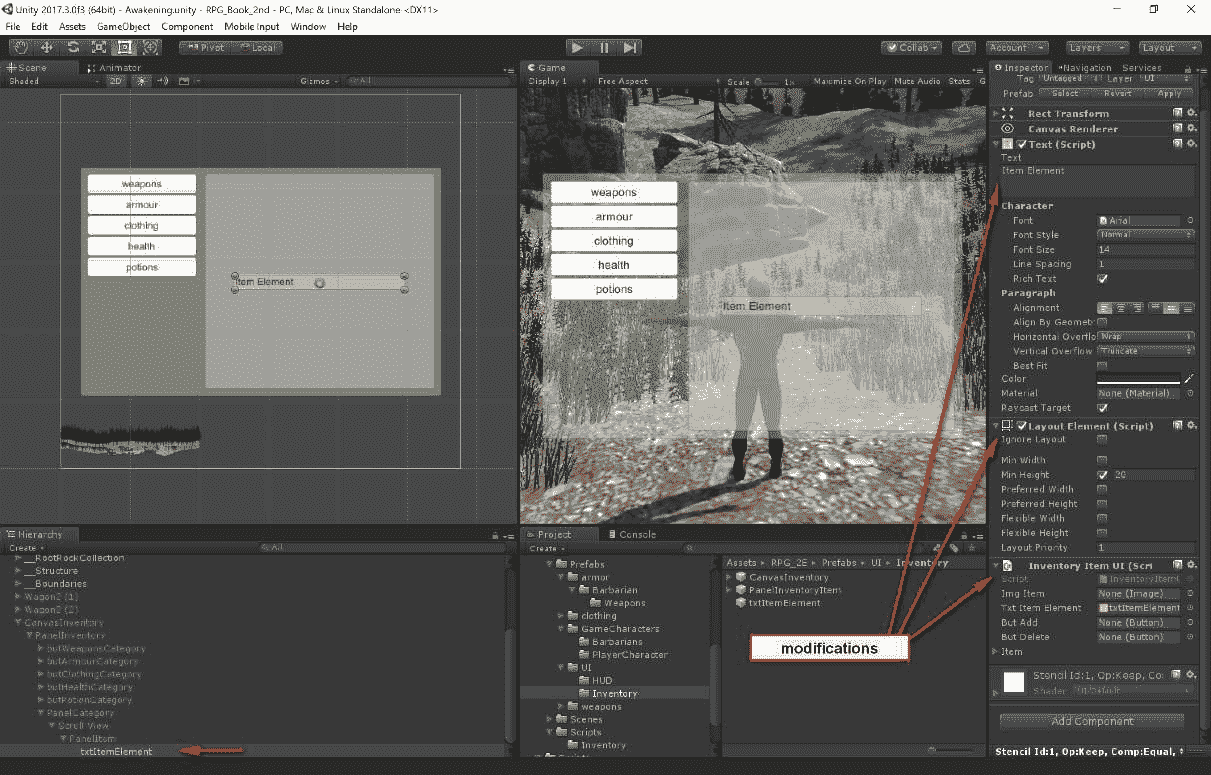 Unity 2017.3.0f3 (64bit) - Awakening.unity - RPG_Book_2nd - PC, Mac & Linux Standalone <DX11>
File Edit Assets GameObject Component Mobile Input Window Help
Pivot Local Collab Account Layers Layout
Scene Animator
Shaded 2D Gizmos All
weapons
armour
clothing
health
potions
Item Element
Game
Display 1 Free Aspect Scale 1x Maximize On Play Mute Audio Stats G
weapons
armour
clothing
health
potions
Item Element
Inspector Navigation Services
Tag Untagged Layer UI
Prefab Select Revert Apply
Rect Transform
Canvas Renderer
Text (Script)
Text
Item Element
Character
Font Arial
Font Style Normal
Font Size 14
Line Spacing 1
Rich Text
Paragraph
Alignment
Align By Geometr
Horizontal Overflo Wrap
Vertical Overflow Truncate
Best Fit
Color
Material None (Material)
Raycast Target
Layout Element (Script)
Ignore Layout
Min Width
Min Height 20
Preferred Width
Preferred Height
Flexible Width
Flexible Height
Layout Priority 1
Inventory Item UI (Scri
Script InventoryItem
Img Item None (Image)
Txt Item Element txtItemElement
But Add None (Button)
But Delete None (Button)
Item
Stencil Id:1, Op:Keep, Co
Shader UI/Default
Add Component
Stencil Id:1, Op:Keep, Comp:Equal,
Hierarchy
Create All
__RootRockCollection
__Structure
__Boundaries
Wagon2 (1)
Wagon2 (2)
CanvasInventory
PanelInventory
butWeaponsCategory
butArmourCategory
butClothingCategory
butHealthCategory
butPotionCategory
PanelCategory
Scroll View
PanelItem
txtItemElement
Project Console
Create
Prefabs
armor
Barbarian
Weapons
clothing
GameCharacters
Barbarians
PlayerCharacter
UI
HUD
Inventory
weapons
Scenes
Scripts
Inventory
Assets RPG_2E Prefabs UI Inventory
CanvasInventory
PanelInventoryItem
txtItemElement
modifications